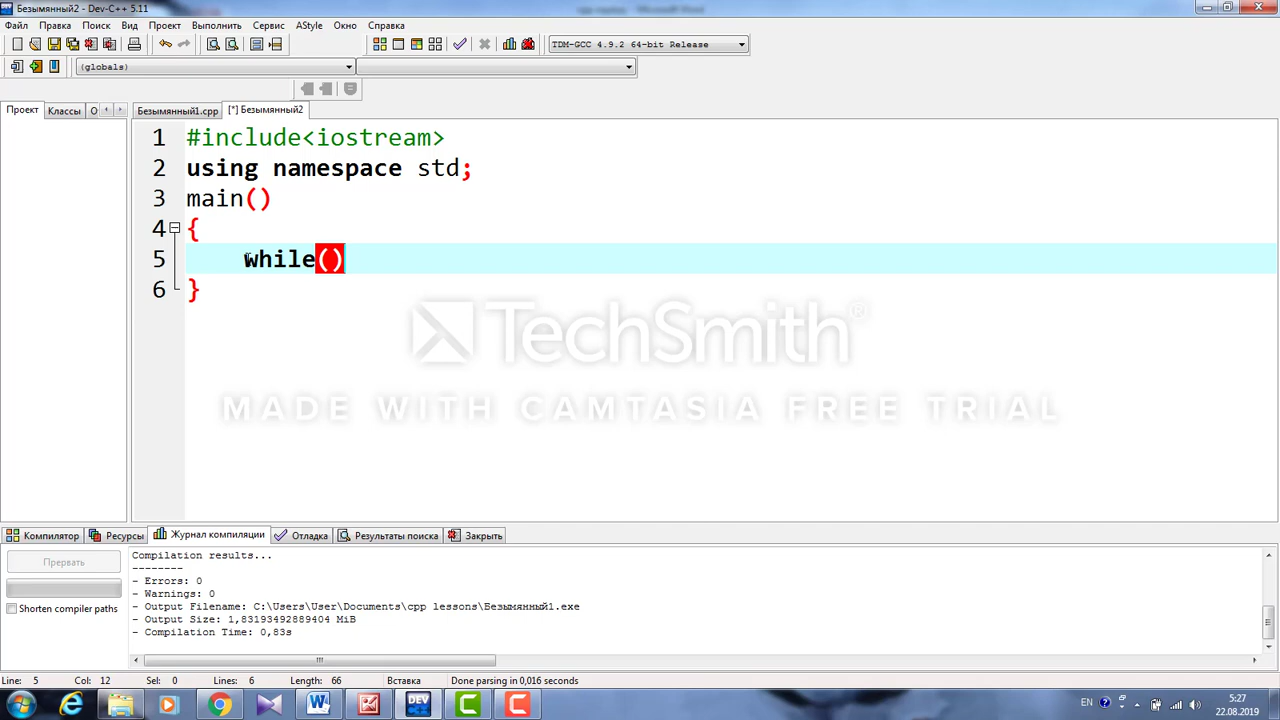 Безымянный2 - Dev-C++ 5.11
Файл Правка Поиск Вид Проект Выполнить Сервис AStyle Окно Справка
TDM-GCC 4.9.2 64-bit Release
(globals)
Проект Классы О Безымянный1.cpp [*] Безымянный2
1 #include<iostream>
2 using namespace std;
3 main()
4 {
5 while()
6 }
TechSmith®
MADE WITH CAMTASIA FREE TRIAL
Компилятор Ресурсы Журнал компиляции Отладка Результаты поиска Закрыть
Прервать
Shorten compiler paths
Compilation results...
--------
- Errors: 0
- Warnings: 0
- Output Filename: C:\Users\User\Documents\cpp lessons\Безымянный1.exe
- Output Size: 1,83193492889404 MiB
- Compilation Time: 0,83s
Line: 5 Col: 12 Sel: 0 Lines: 6 Length: 66 Вставка Done parsing in 0,016 seconds
EN 5:27
22.08.2019